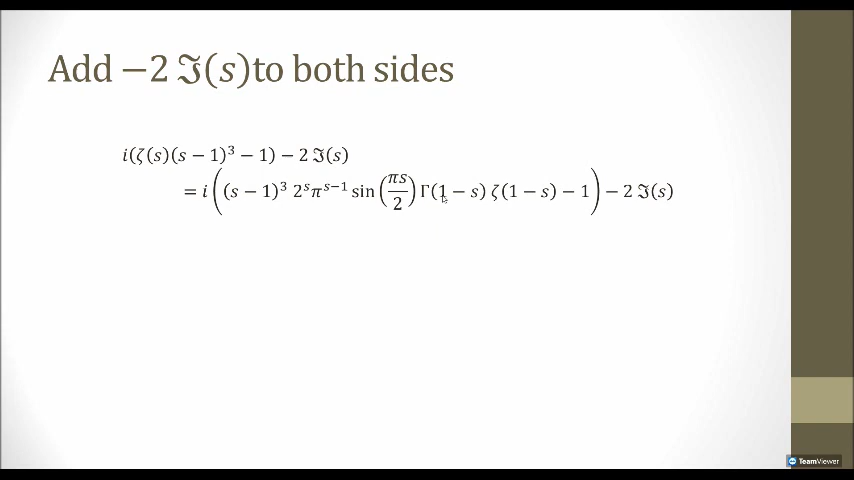 Add −2 ℑ(s)to both sides
i(ζ(s)(s − 1)³ − 1) − 2 ℑ(s)
= i((s − 1)³ 2ˢπˢ⁻¹ sin(πs/2) Γ(1 − s) ζ(1 − s) − 1) − 2 ℑ(s)
TeamViewer